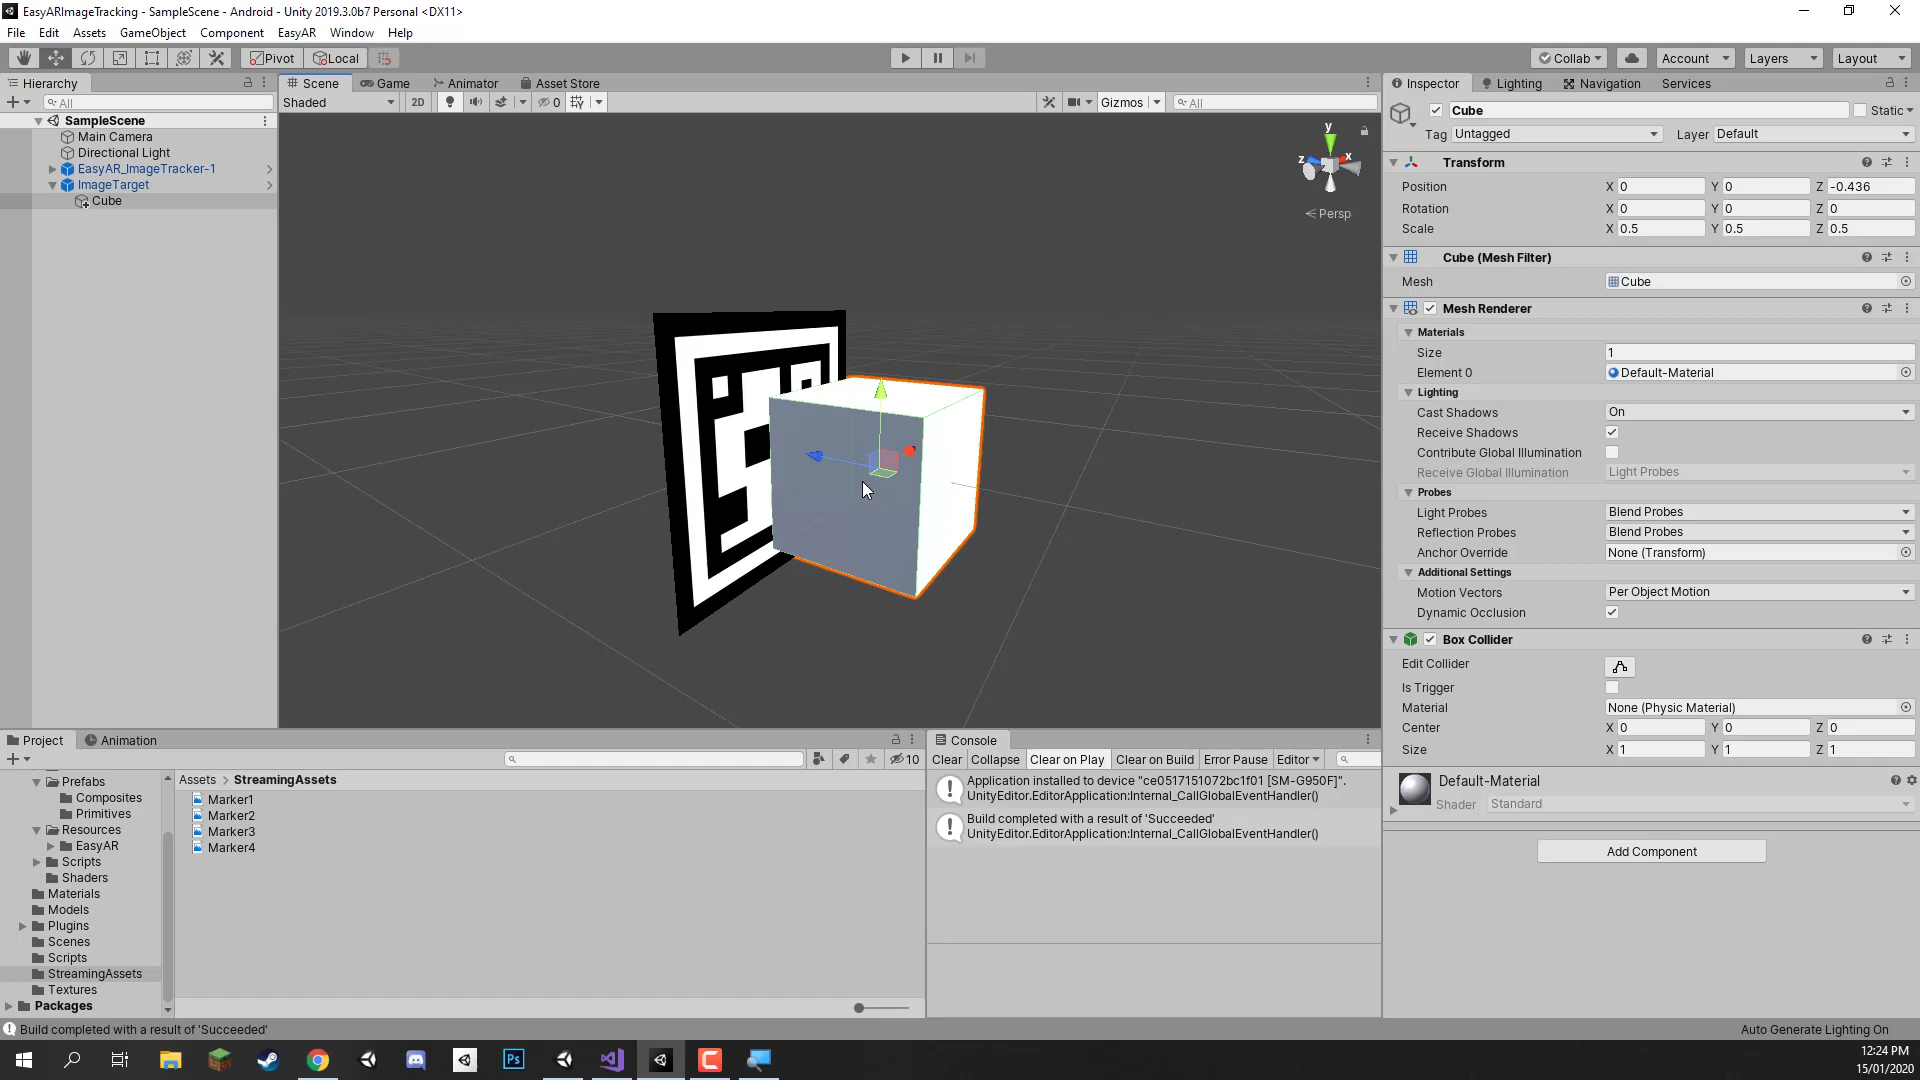 EasyARImageTracking - SampleScene - Android - Unity 2019.3.0b7 Personal <DX11>
File Edit Assets GameObject Component EasyAR Window Help
Pivot Local Collab Account Layers Layout
Hierarchy
All
SampleScene
Main Camera
Directional Light
EasyAR_ImageTracker-1
ImageTarget
Cube
Scene Game Animator Asset Store
Shaded 2D 0 Gizmos All
y
z x
Persp
Inspector Lighting Navigation Services
Cube Static
Tag Untagged Layer Default
Transform
Position X 0 Y 0 Z -0.436
Rotation X 0 Y 0 Z 0
Scale X 0.5 Y 0.5 Z 0.5
Cube (Mesh Filter)
Mesh Cube
Mesh Renderer
Materials
Size 1
Element 0 Default-Material
Lighting
Cast Shadows On
Receive Shadows
Contribute Global Illumination
Receive Global Illumination Light Probes
Probes
Light Probes Blend Probes
Reflection Probes Blend Probes
Anchor Override None (Transform)
Additional Settings
Motion Vectors Per Object Motion
Dynamic Occlusion
Box Collider
Edit Collider
Is Trigger
Material None (Physic Material)
Center X 0 Y 0 Z 0
Size X 1 Y 1 Z 1
Default-Material
Shader Standard
Add Component
Project Animation
10
Prefabs
Composites
Primitives
Resources
EasyAR
Scripts
Shaders
Materials
Models
Plugins
Scenes
Scripts
StreamingAssets
Textures
Packages
Assets > StreamingAssets
Marker1
Marker2
Marker3
Marker4
Console
Clear Collapse Clear on Play Clear on Build Error Pause Editor
Application installed to device "ce0517151072bc1f01 [SM-G950F]".
UnityEditor.EditorApplication:Internal_CallGlobalEventHandler()
Build completed with a result of 'Succeeded'
UnityEditor.EditorApplication:Internal_CallGlobalEventHandler()
Build completed with a result of 'Succeeded'
Auto Generate Lighting On
Ps
12:24 PM
15/01/2020